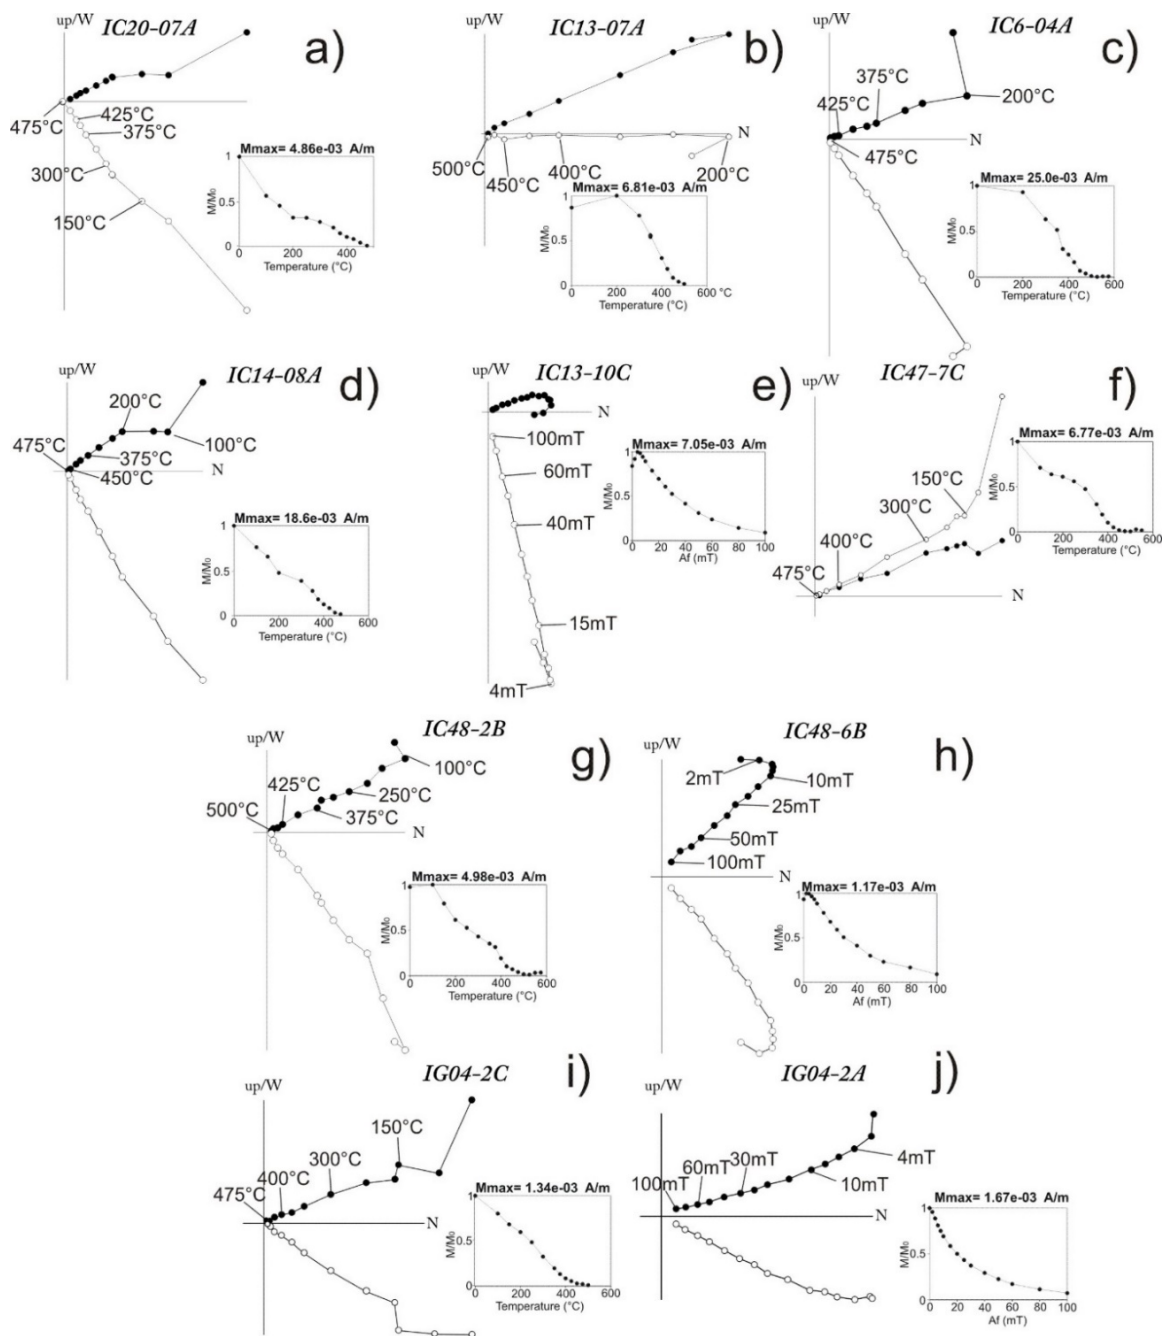 up/W
IC20-07A
a)
475°C
425°C
375°C
300°C
150°C
Mmax= 4.86e-03 A/m
M/M₀
1
0.5
0
0 200 400
Temperature (°C)
up/W
IC13-07A
b)
N
500°C
450°C
400°C
200°C
Mmax= 6.81e-03 A/m
M/M₀
1
0.5
0
0 200 400 600 °C
Temperature (°C)
up/W
IC6-04A
c)
375°C
425°C
200°C
N
475°C
Mmax= 25.0e-03 A/m
M/M₀
1
0.5
0
0 200 400 600
Temperature (°C)
up/W
IC14-08A
d)
200°C
475°C
100°C
375°C
450°C
N
Mmax= 18.6e-03 A/m
M/M₀
1
0.5
0
0 200 400 600
Temperature (°C)
up/W
IC13-10C
e)
N
100mT
60mT
40mT
15mT
4mT
Mmax= 7.05e-03 A/m
M/M₀
1
0.5
0
0 20 40 60 80 100
Af (mT)
up/W
IC47-7C
f)
150°C
300°C
400°C
475°C
N
Mmax= 6.77e-03 A/m
M/M₀
1
0.5
0
0 200 400 600
Temperature (°C)
up/W
IC48-2B
g)
100°C
425°C
250°C
500°C
375°C
N
Mmax= 4.98e-03 A/m
M/M₀
1
0.5
0
0 200 400 600
Temperature (°C)
up/W
IC48-6B
h)
2mT
10mT
25mT
50mT
100mT
N
Mmax= 1.17e-03 A/m
M/M₀
1
0.5
0
0 20 40 60 80 100
Af (mT)
up/W
IG04-2C
i)
150°C
300°C
400°C
475°C
N
Mmax= 1.34e-03 A/m
M/M₀
1
0.5
0
0 200 400 600
Temperature (°C)
up/W
IG04-2A
j)
4mT
30mT
60mT
10mT
100mT
N
Mmax= 1.67e-03 A/m
M/M₀
1
0.5
0
0 20 40 60 80 100
Af (mT)